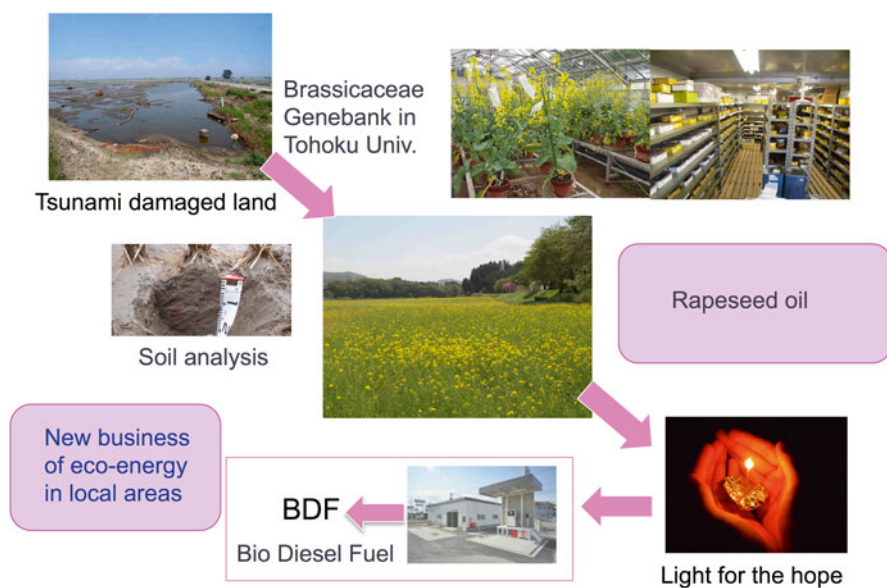 Brassicaceae
Genebank in
Tohoku Univ.
Tsunami damaged land
Soil analysis
Rapeseed oil
New business
of eco-energy
in local areas
BDF
Bio Diesel Fuel
Light for the hope